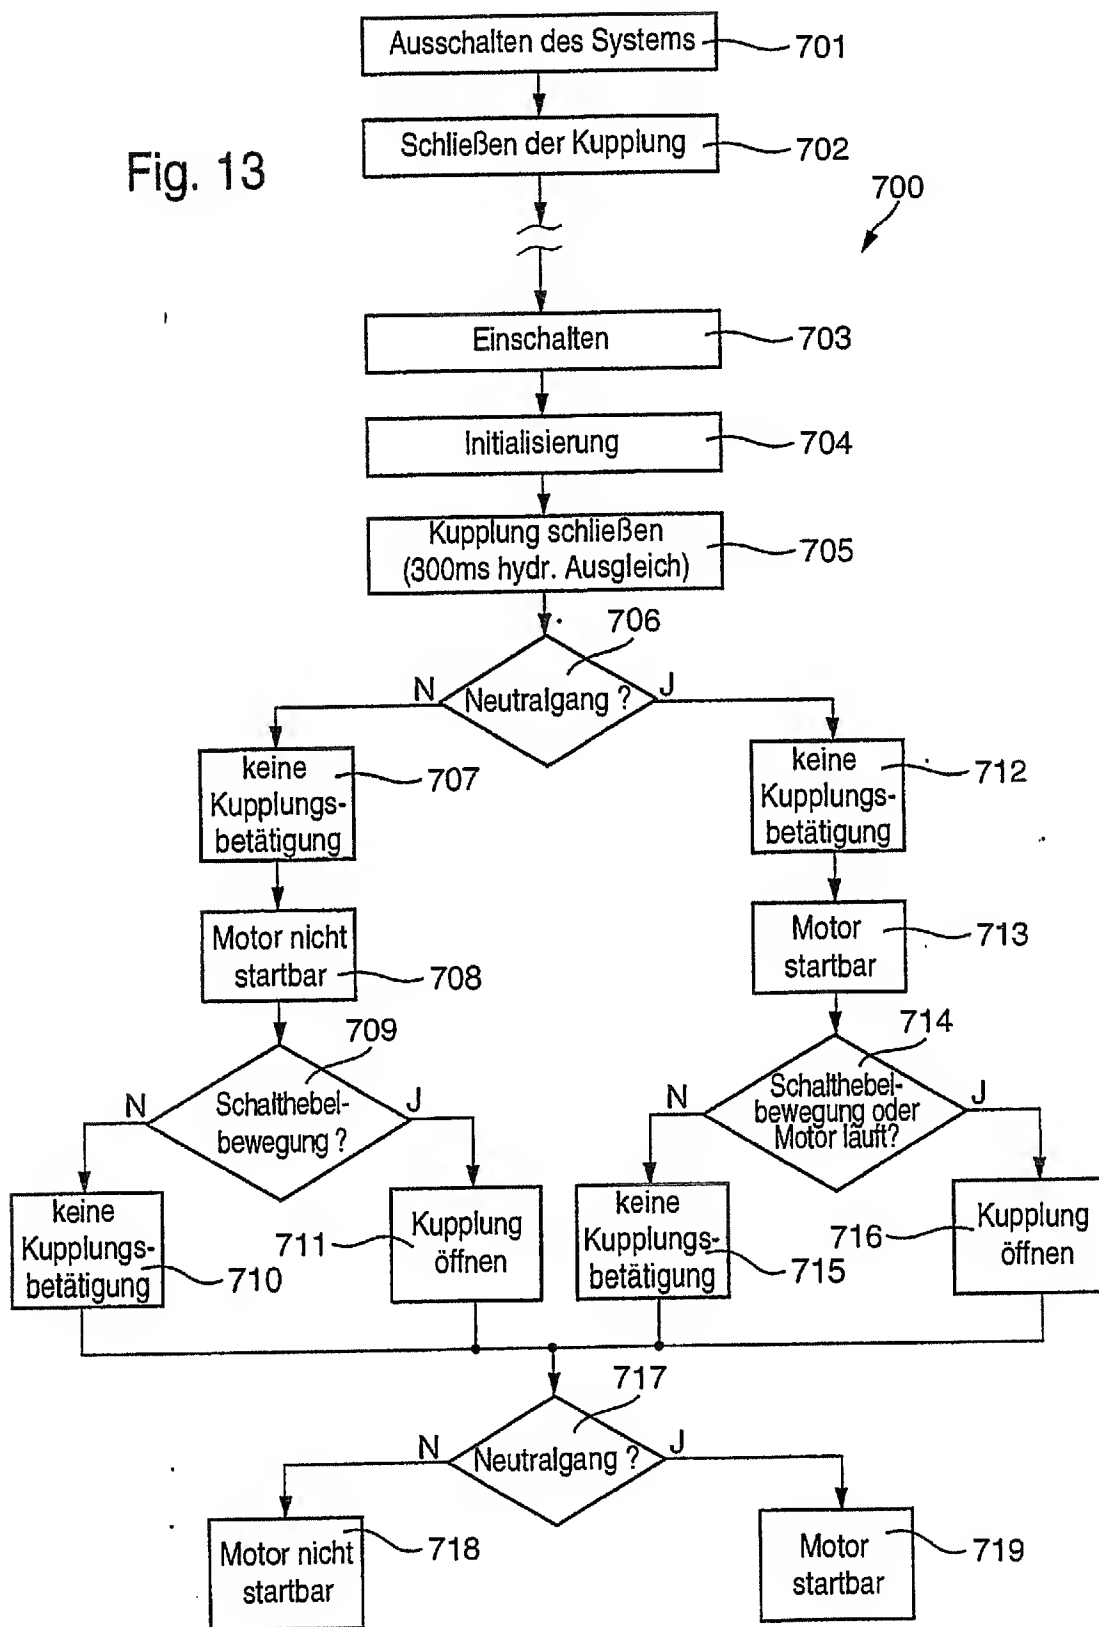 Ausschalten des Systems
701
Fig. 13
Schließen der Kupplung
702
700
Einschalten
703
Initialisierung
704
Kupplung schließen
(300ms hydr. Ausgleich)
705
706
N
Neutralgang ?
J
keine
Kupplungs-
betätigung
707
keine
Kupplungs-
betätigung
712
Motor nicht
startbar
708
Motor
startbar
713
709
N
Schalthebel-
bewegung ?
J
714
N
Schalthebel-
bewegung oder
Motor läuft?
J
keine
Kupplungs-
betätigung
710
711
Kupplung
öffnen
keine
Kupplungs-
betätigung
715
716
Kupplung
öffnen
717
N
Neutralgang ?
J
Motor nicht
startbar
718
Motor
startbar
719